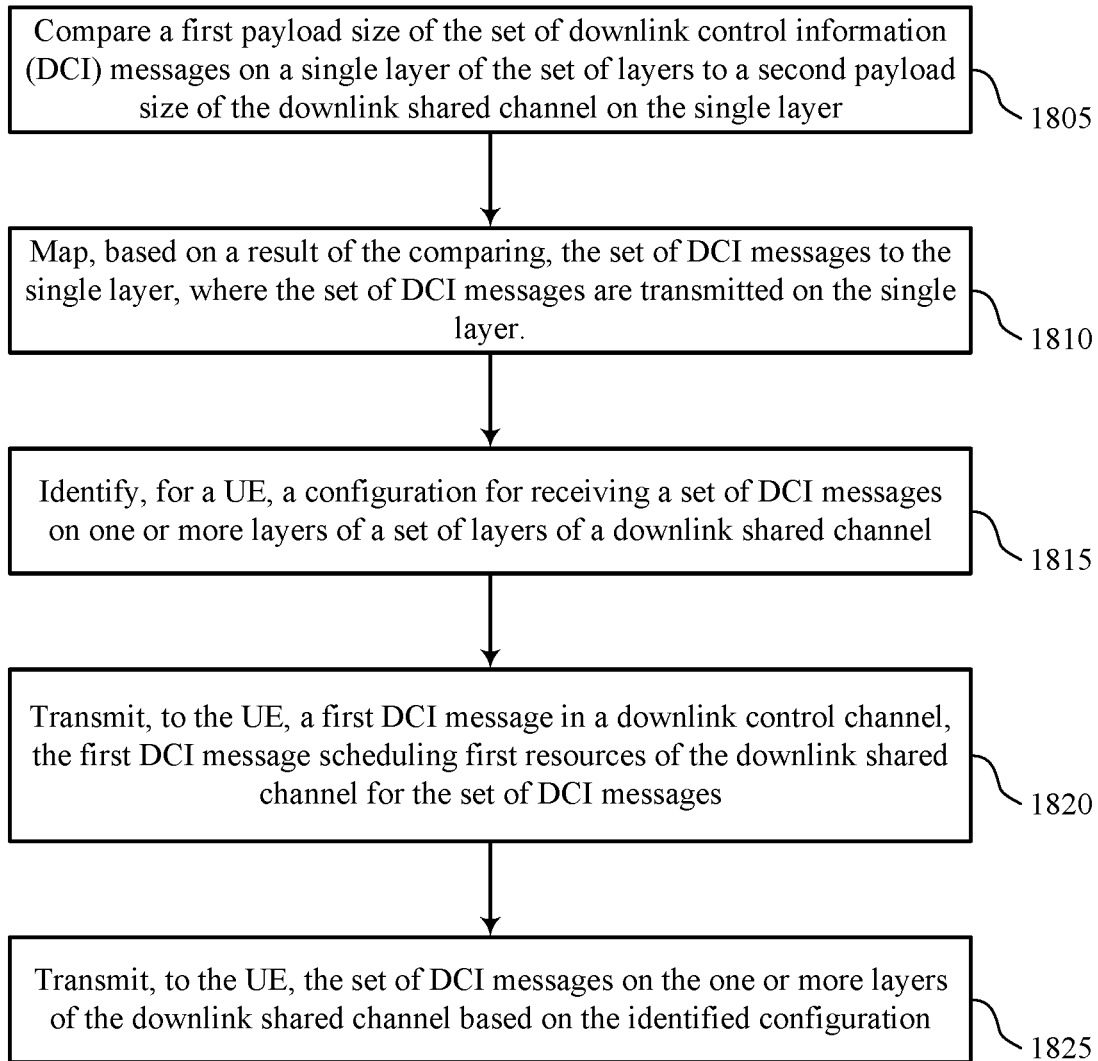 Compare a first payload size of the set of downlink control information
(DCI) messages on a single layer of the set of layers to a second payload
size of the downlink shared channel on the single layer
1805
Map, based on a result of the comparing, the set of DCI messages to the
single layer, where the set of DCI messages are transmitted on the single
layer.
1810
Identify, for a UE, a configuration for receiving a set of DCI messages
on one or more layers of a set of layers of a downlink shared channel
1815
Transmit, to the UE, a first DCI message in a downlink control channel,
the first DCI message scheduling first resources of the downlink shared
channel for the set of DCI messages
1820
Transmit, to the UE, the set of DCI messages on the one or more layers
of the downlink shared channel based on the identified configuration
1825